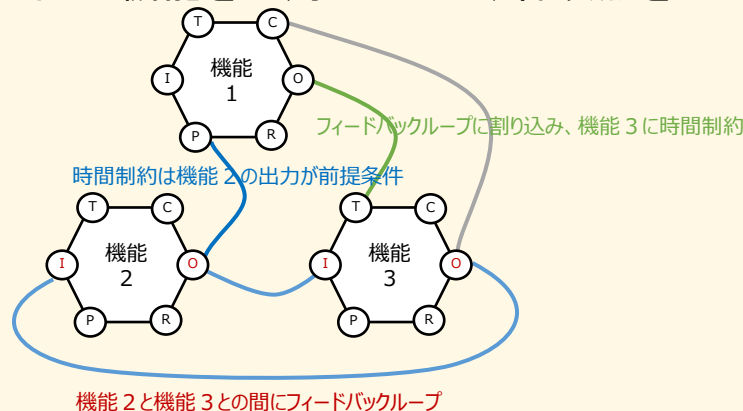 T C
機能
I O
1
P R
フィードバックループに割り込み、機能3に時間制約
時間制約は機能2の出力が前提条件
T C T C
機能 機能
I O I O
2 3
P R P R
機能2と機能3との間にフィードバックループ